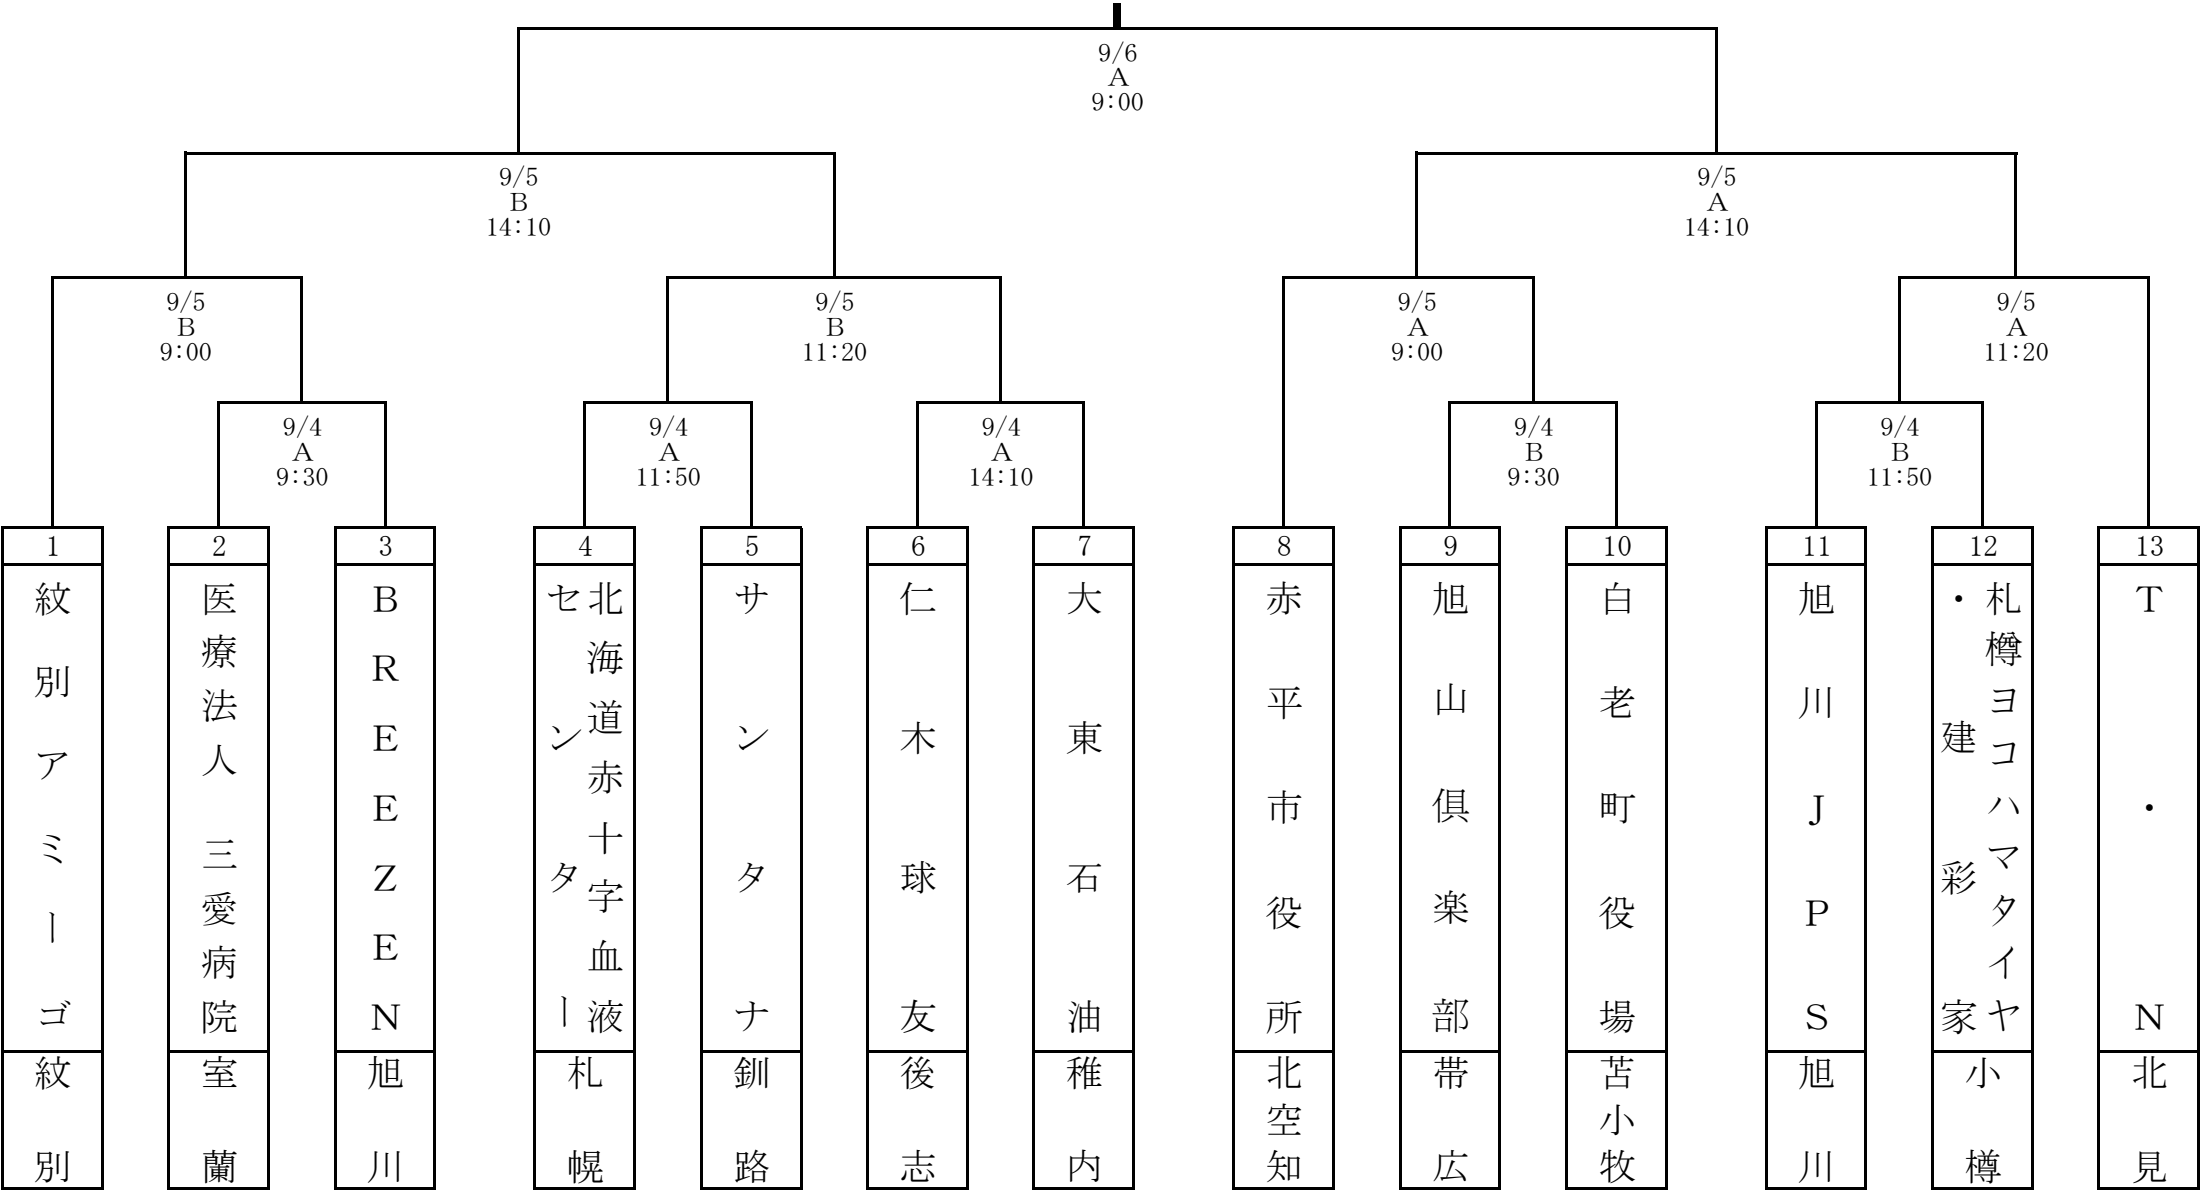 9/6
A
9:00
9/5
B
14:10
9/5
A
14:10
9/5
B
9:00
9/5
B
11:20
9/5
A
9:00
9/5
A
11:20
9/4
A
9:30
9/4
A
11:50
9/4
A
14:10
9/4
B
9:30
9/4
B
11:50
1
紋別アミーゴ
紋別
2
医療法人 三愛病院
室蘭
3
BREEZEN
旭川
4
北海道赤十字血液
センター
札幌
5
サンタナ
釧路
6
仁木球友
後志
7
大東石油
稚内
8
赤平市役所
北空知
9
旭山倶楽部
帯広
10
白老町役場
苫小牧
11
旭川JPS
旭川
12
札樽ヨコハマタイヤ
・建彩家
小樽
13
T・N
北見